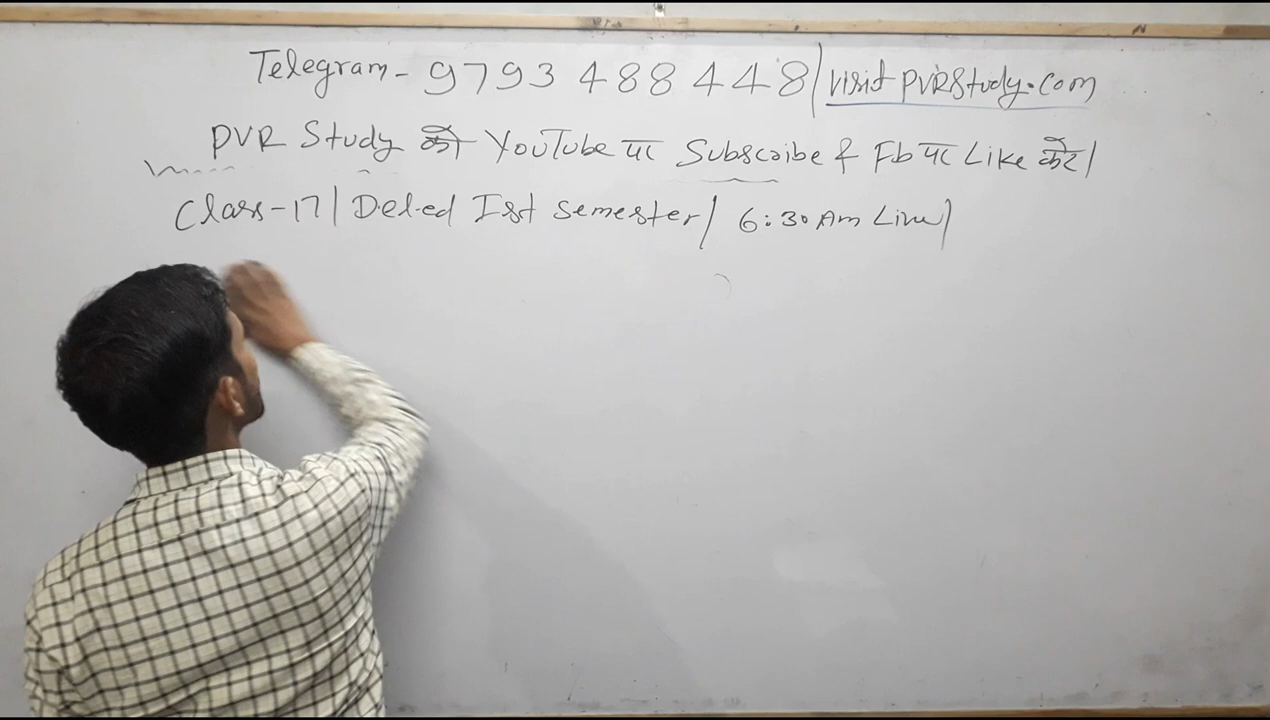 Telegram - 9793 488 448 | visit PVRStudy.com
PVR Study को YouTube पर Subscribe & Fb पर Like करें |
Class-17 | D.el.ed Ist semester | 6:30 Am Live |